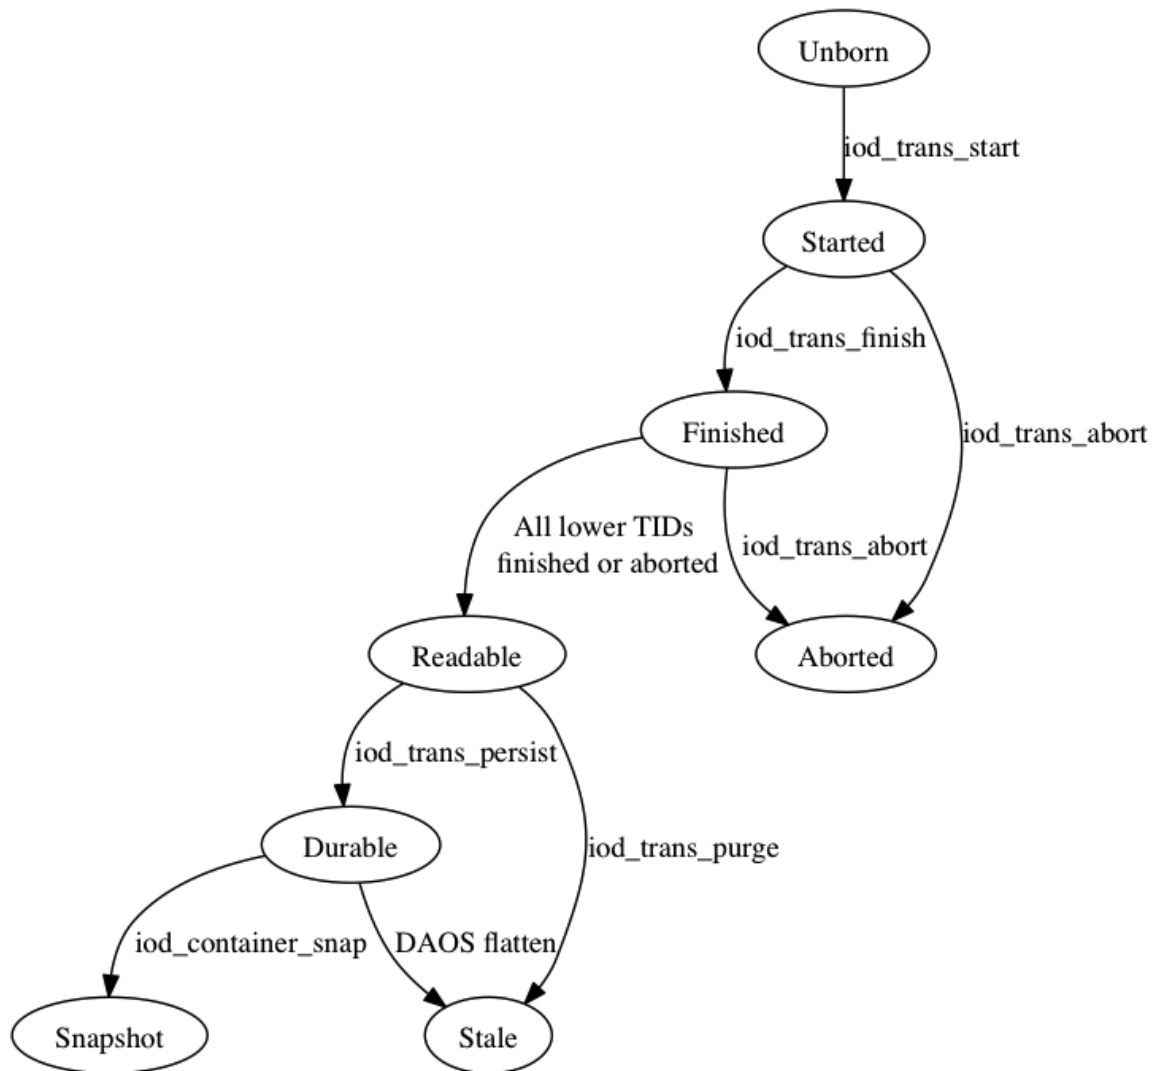 Unborn
iod_trans_start
Started
iod_trans_finish
Finished
iod_trans_abort
All lower TIDs
finished or aborted
iod_trans_abort
Readable
Aborted
iod_trans_persist
Durable
iod_trans_purge
iod_container_snap
DAOS flatten
Snapshot
Stale